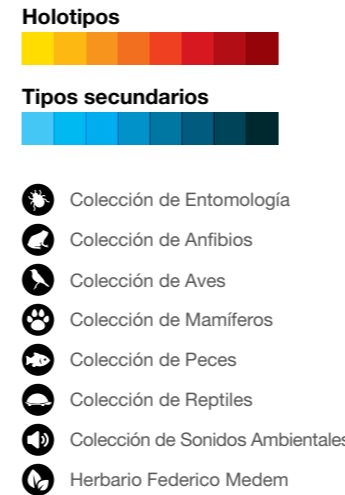 Holotipos
Tipos secundarios
Colección de Entomología
Colección de Anfibios
Colección de Aves
Colección de Mamíferos
Colección de Peces
Colección de Reptiles
Colección de Sonidos Ambientales
Herbario Federico Medem